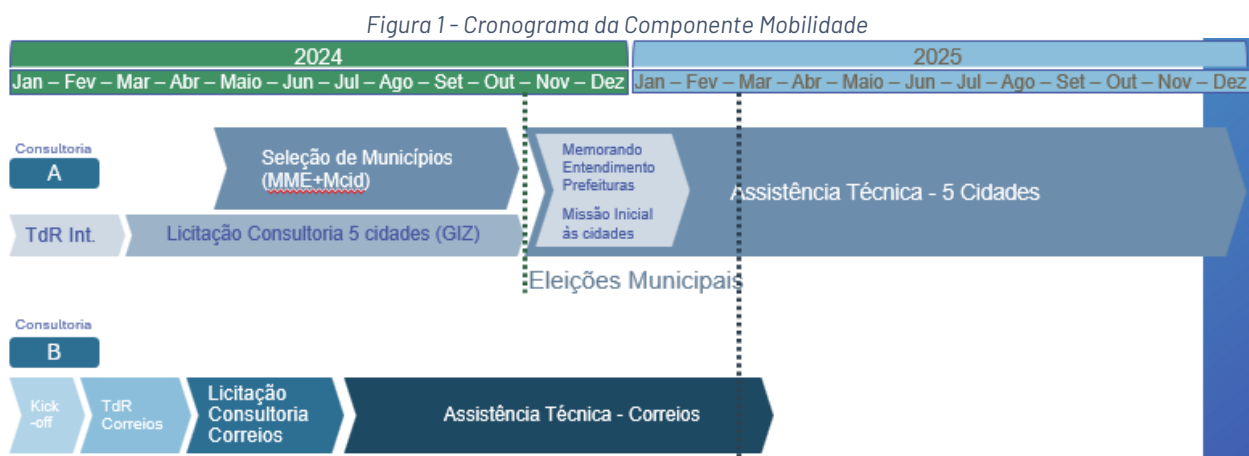 Figura 1 - Cronograma da Componente Mobilidade
2024
2025
Jan – Fev – Mar – Abr – Maio – Jun – Jul – Ago – Set – Out – Nov – Dez
Jan – Fev – Mar – Abr – Maio – Jun – Jul – Ago – Set – Out – Nov – Dez
Consultoria
A
Seleção de Municípios
(MME+Mcid)
Memorando
Entendimento
Prefeituras
Missão Inicial
às cidades
Assistência Técnica - 5 Cidades
TdR Int.
Licitação Consultoria 5 cidades (GIZ)
Eleições Municipais
Consultoria
B
Kick
-off
TdR
Correios
Licitação
Consultoria
Correios
Assistência Técnica - Correios